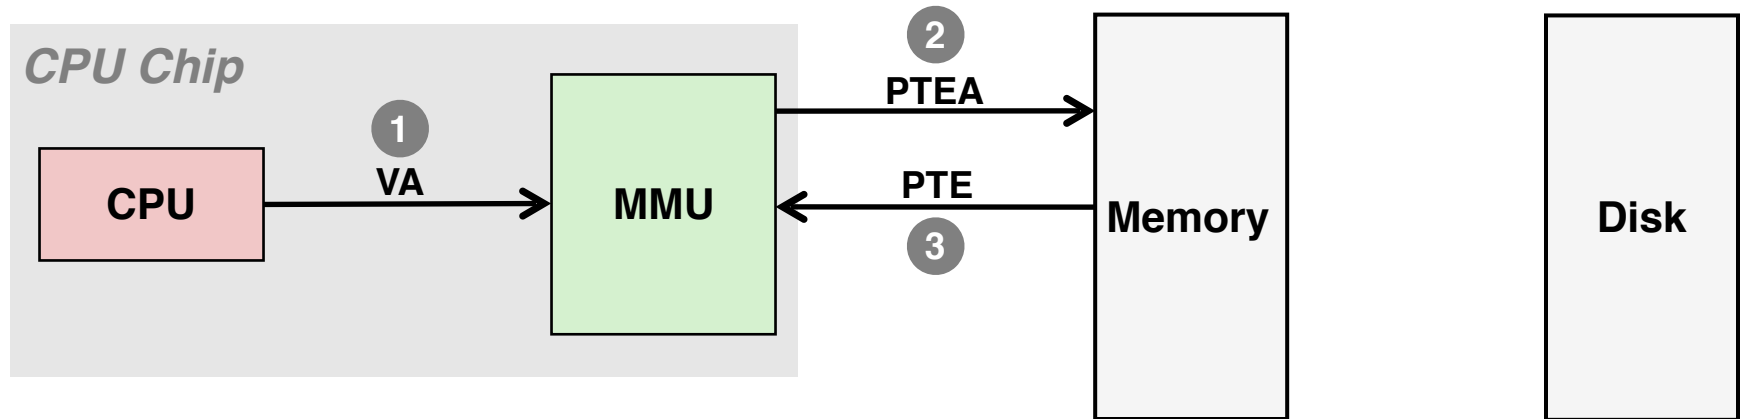 CPU Chip
2
PTEA
1
VA
CPU
MMU
PTE
3
Memory
Disk